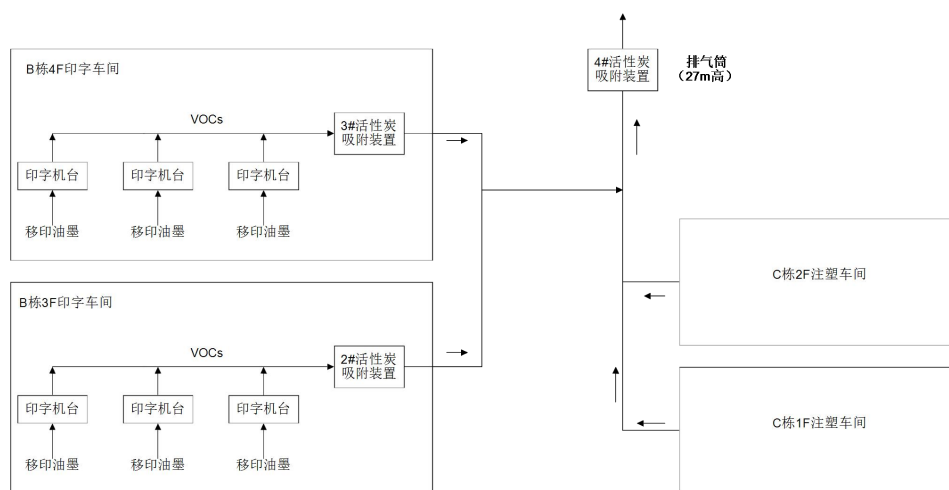 B栋4F印字车间
VOCs
3#活性炭
吸附装置
印字机台
印字机台
印字机台
移印油墨
移印油墨
移印油墨
B栋3F印字车间
VOCs
2#活性炭
吸附装置
印字机台
印字机台
印字机台
移印油墨
移印油墨
移印油墨
4#活性炭
吸附装置
排气筒
（27m高）
C栋2F注塑车间
C栋1F注塑车间